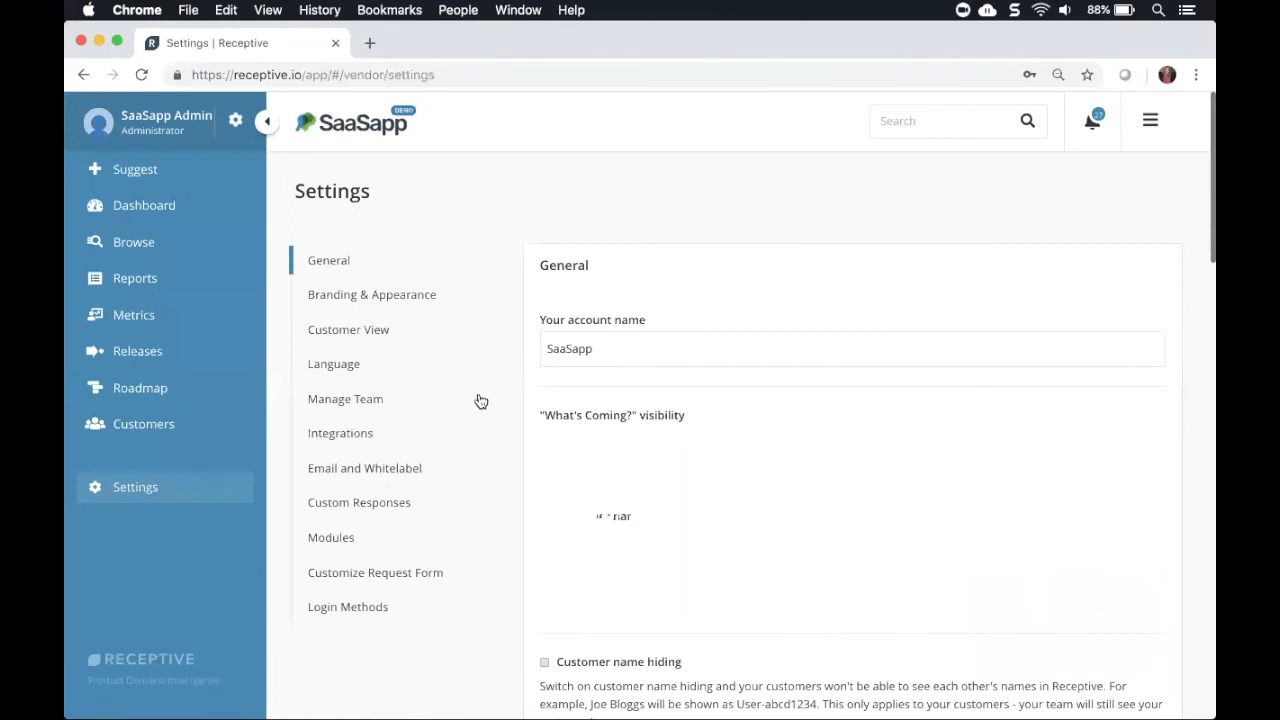 Chrome File Edit View History Bookmarks People Window Help 88%
Settings | Receptive
https://receptive.io/app/#/vendor/settings
SaaSapp Admin
Administrator
DEMO
SaaSapp
Search
27
Suggest
Dashboard
Browse
Reports
Metrics
Releases
Roadmap
Customers
Settings
RECEPTIVE
Product Demand Intelligence
Settings
General
Branding & Appearance
Customer View
Language
Manage Team
Integrations
Email and Whitelabel
Custom Responses
Modules
Customize Request Form
Login Methods
General
Your account name
SaaSapp
"What's Coming?" visibility
Customer name hiding
Switch on customer name hiding and your customers won't be able to see each other's names in Receptive. For
example, Joe Bloggs will be shown as User-abcd1234. This only applies to your customers - your team will still see your